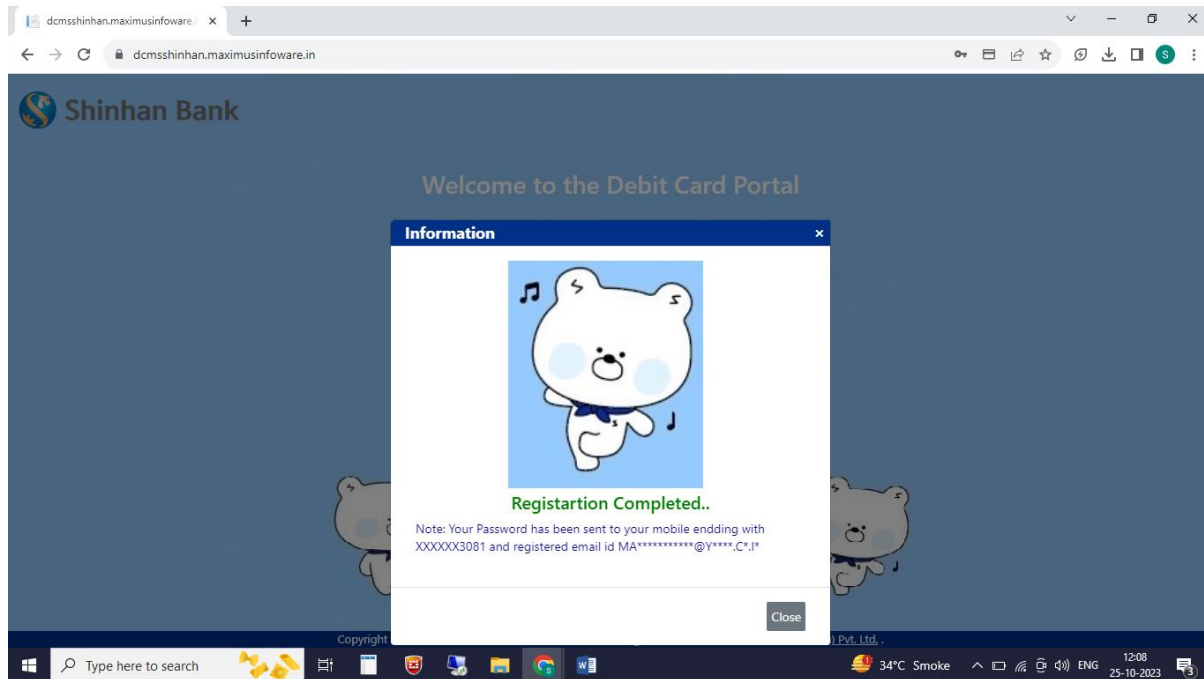 dcmsshinhan.maximusinfoware.
dcmsshinhan.maximusinfoware.in
S
Shinhan Bank
Welcome to the Debit Card Portal
Information
Registartion Completed..
Note: Your Password has been sent to your mobile endding with
XXXXXX3081 and registered email id MA***********@Y****.C*.I*
Close
Copyright
Pvt. Ltd. .
Type here to search
34°C Smoke
ENG
12:08
25-10-2023
3